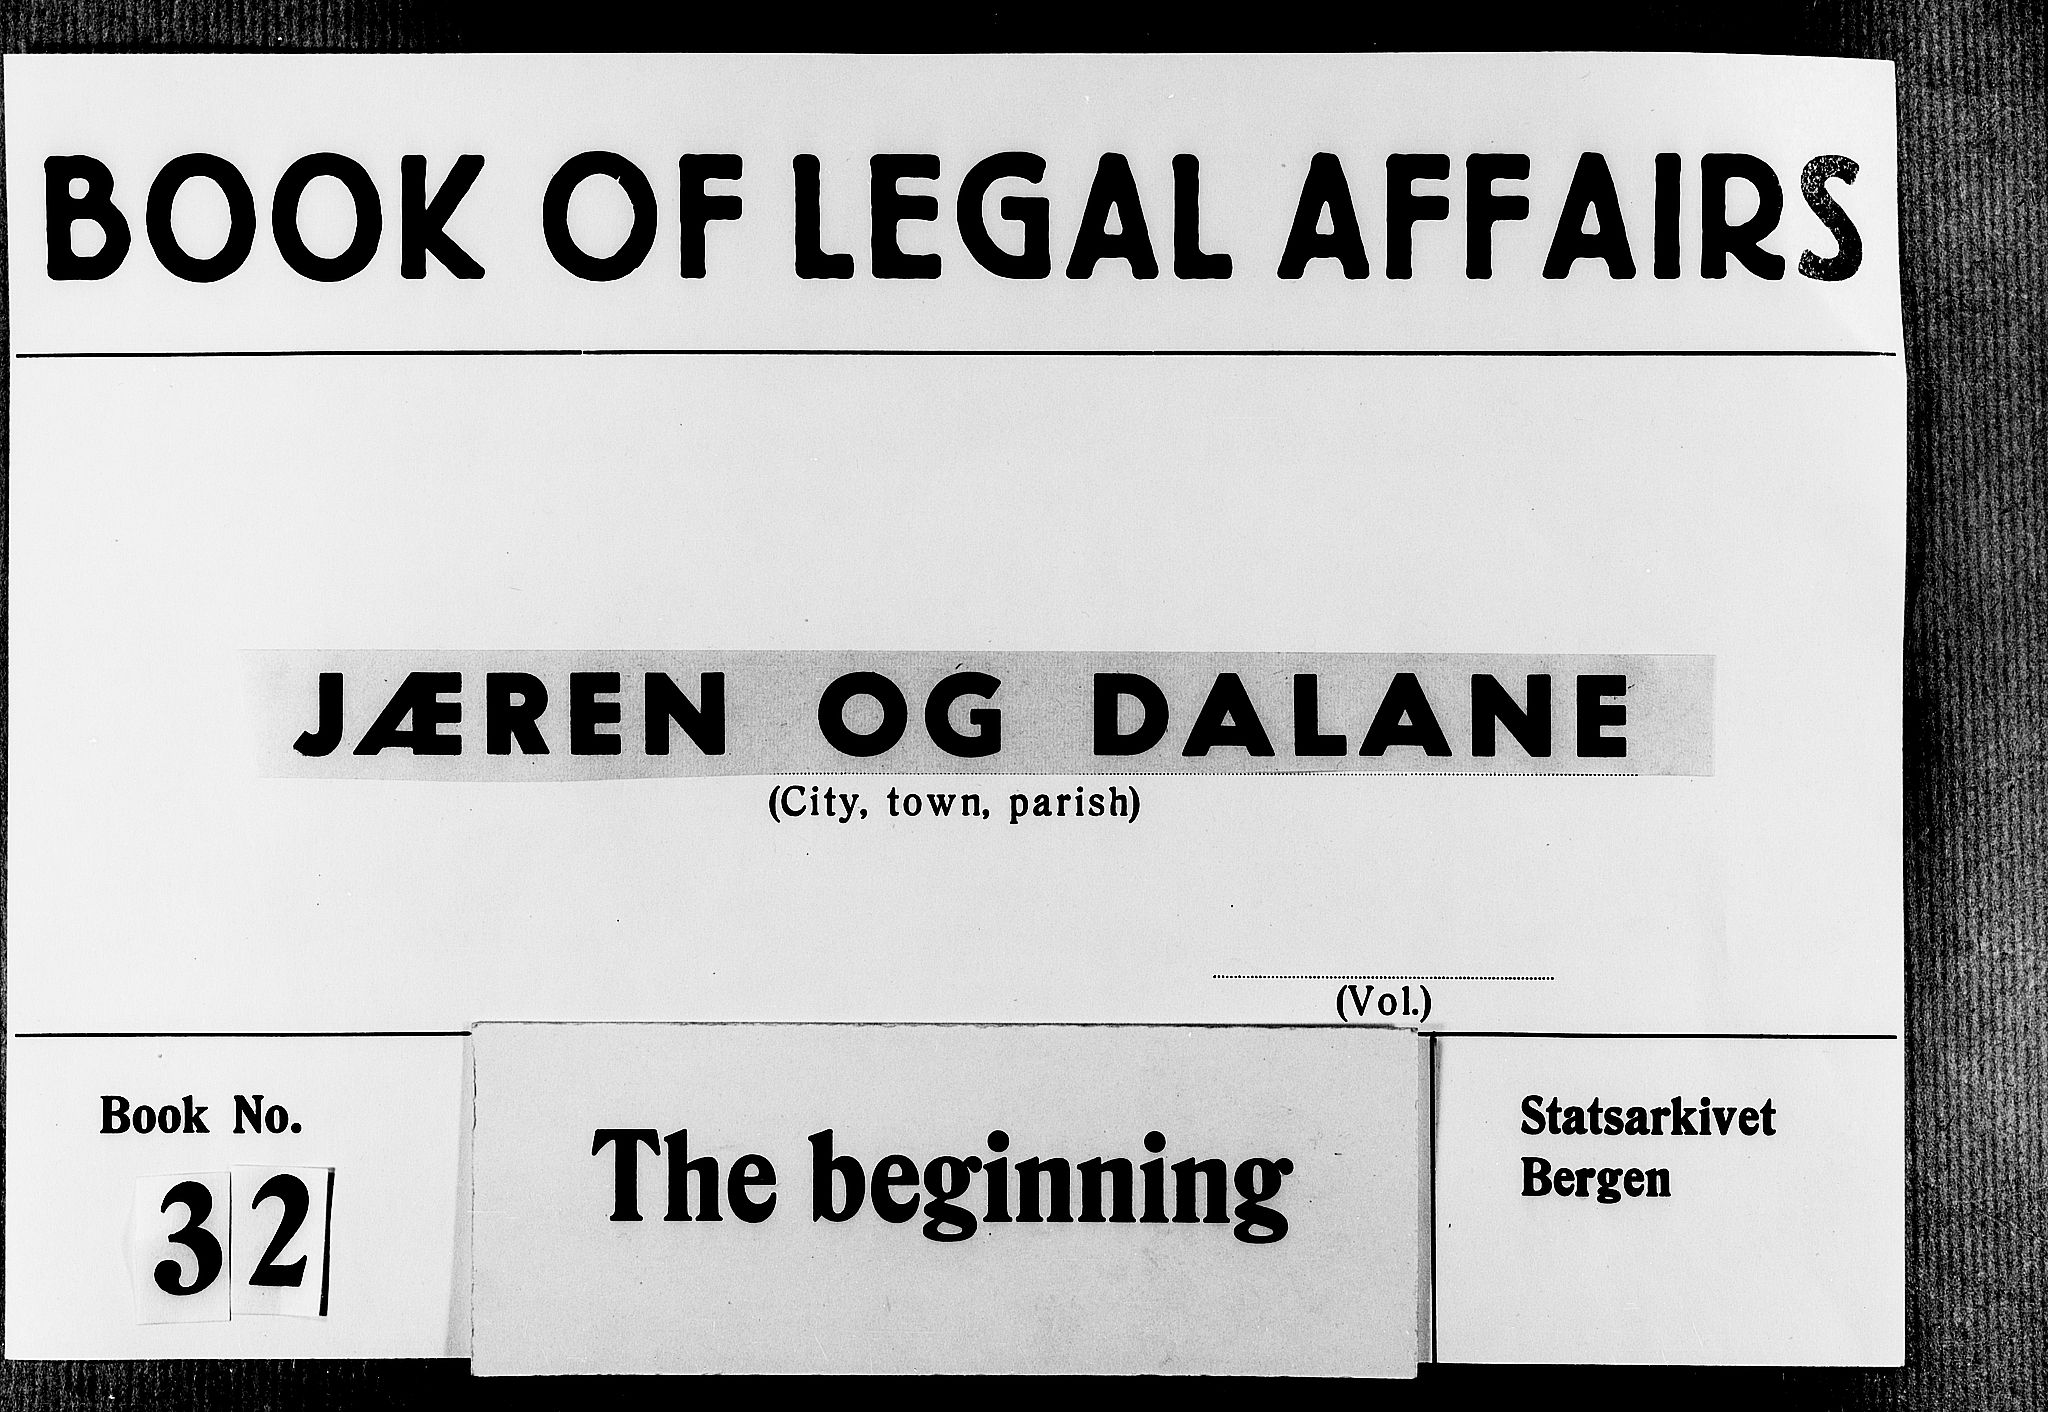 BOOK OF LEGAL AFFAIRS
JÆREN OG DALANE
(City, town, parish)
(Vol.)
Book No.
32
The beginning
Statsarkivet
Bergen